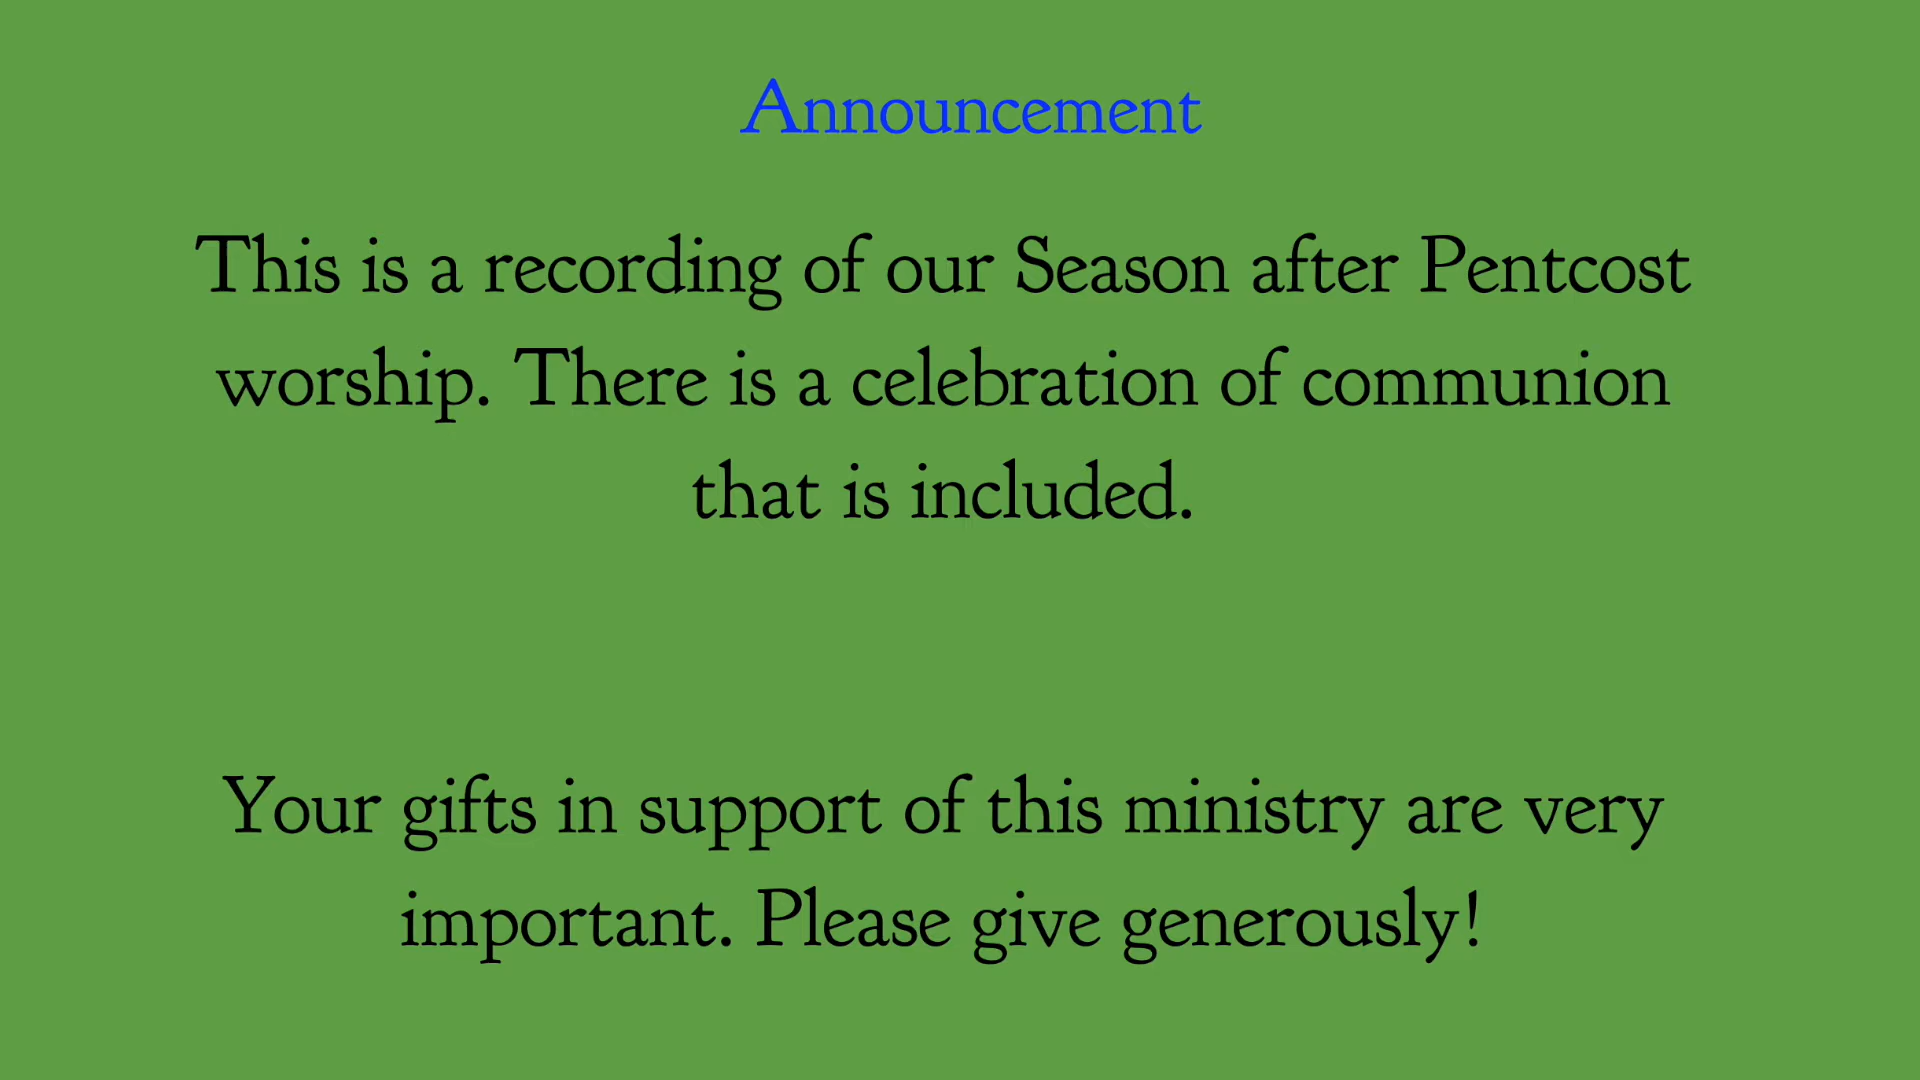 Announcement
This is a recording of our Season after Pentcost
worship. There is a celebration of communion
that is included.
Your gifts in support of this ministry are very
important. Please give generously!